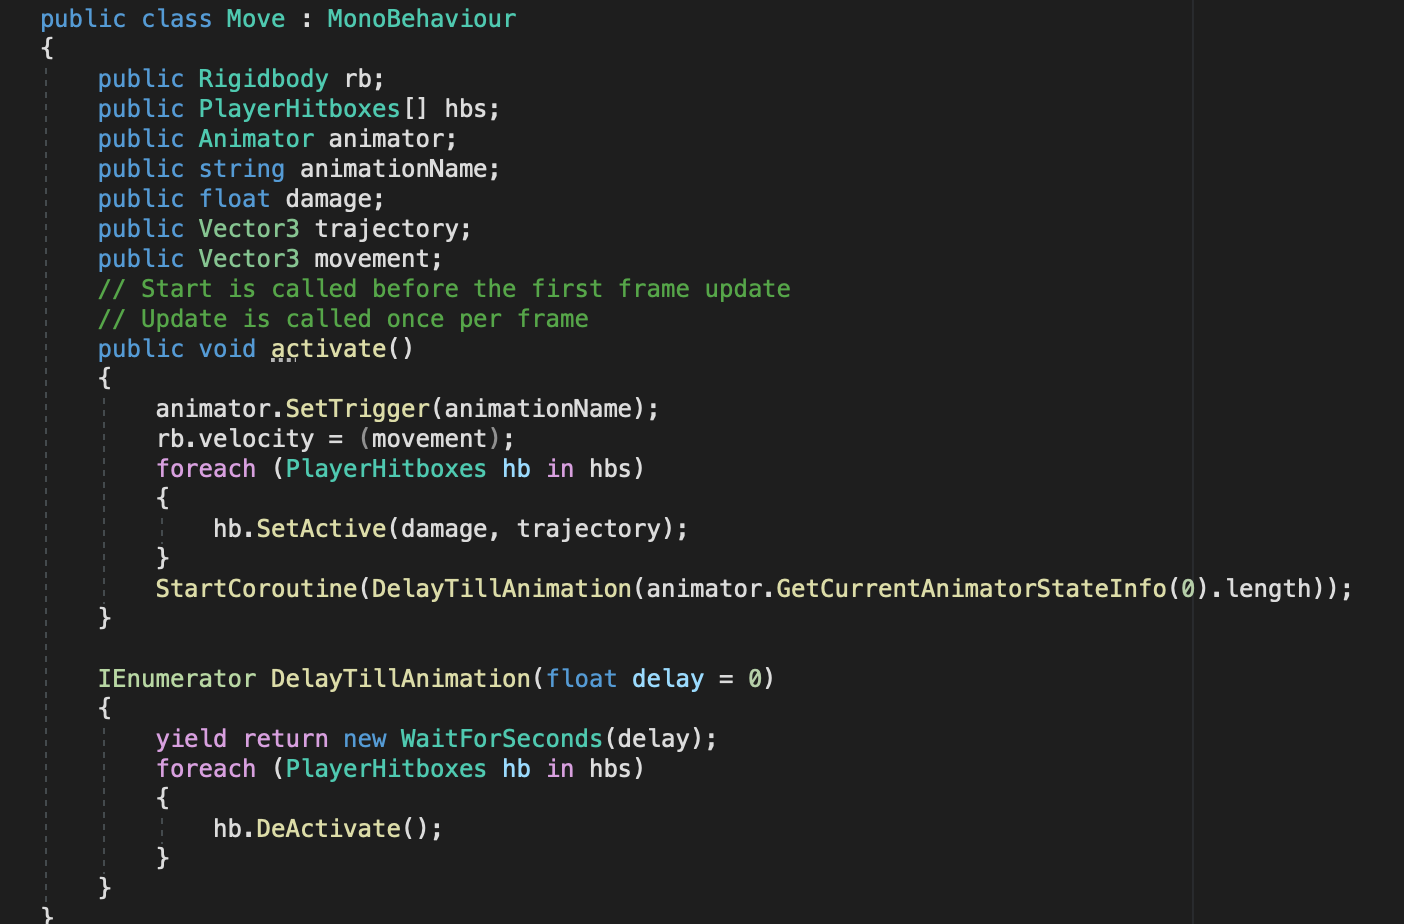 public class Move : MonoBehaviour
{
    public Rigidbody rb;
    public PlayerHitboxes[] hbs;
    public Animator animator;
    public string animationName;
    public float damage;
    public Vector3 trajectory;
    public Vector3 movement;
    // Start is called before the first frame update
    // Update is called once per frame
    public void activate()
    {
        animator.SetTrigger(animationName);
        rb.velocity = (movement);
        foreach (PlayerHitboxes hb in hbs)
        {
            hb.SetActive(damage, trajectory);
        }
        StartCoroutine(DelayTillAnimation(animator.GetCurrentAnimatorStateInfo(0).length));
    }

    IEnumerator DelayTillAnimation(float delay = 0)
    {
        yield return new WaitForSeconds(delay);
        foreach (PlayerHitboxes hb in hbs)
        {
            hb.DeActivate();
        }
    }
}